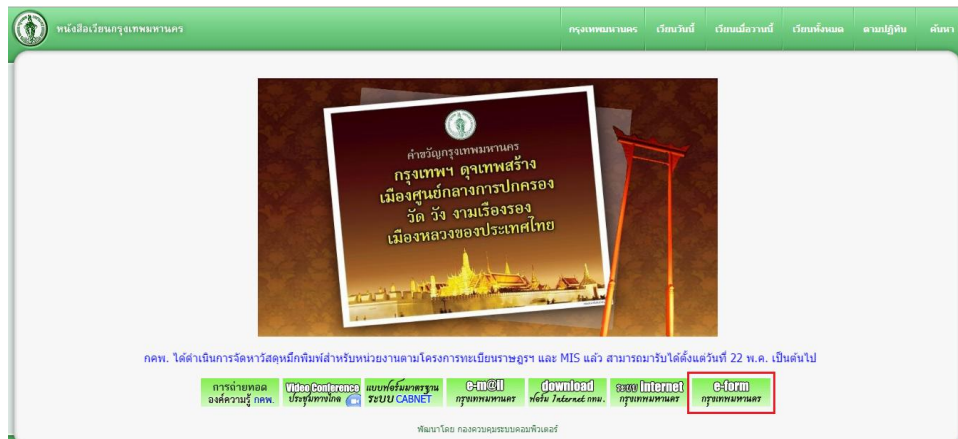 หนังสือเวียนกรุงเทพมหานคร
กรุงเทพมหานคร เวียนวันนี้ เวียนเมื่อวานนี้ เวียนทั้งหมด ตามปฏิทิน ค้นหา
คำขวัญกรุงเทพมหานคร
กรุงเทพฯ ดุจเทพสร้าง
เมืองศูนย์กลางการปกครอง
วัด วัง งามเรืองรอง
เมืองหลวงของประเทศไทย
กคพ. ได้ดำเนินการจัดหาวัสดุหมึกพิมพ์สำหรับหน่วยงานตามโครงการทะเบียนราษฎรฯ และ MIS แล้ว สามารถมารับได้ตั้งแต่วันที่ 22 พ.ค. เป็นต้นไป
การถ่ายทอด
องค์ความรู้ กคพ.
Video Conference
ประชุมทางไกล
แบบฟอร์มมาตรฐาน
ระบบ CABNET
e-m@il
กรุงเทพมหานคร
download
ฟอร์ม Internet กทม.
ระบบ Internet
กรุงเทพมหานคร
e-form
กรุงเทพมหานคร
พัฒนาโดย กองควบคุมระบบคอมพิวเตอร์